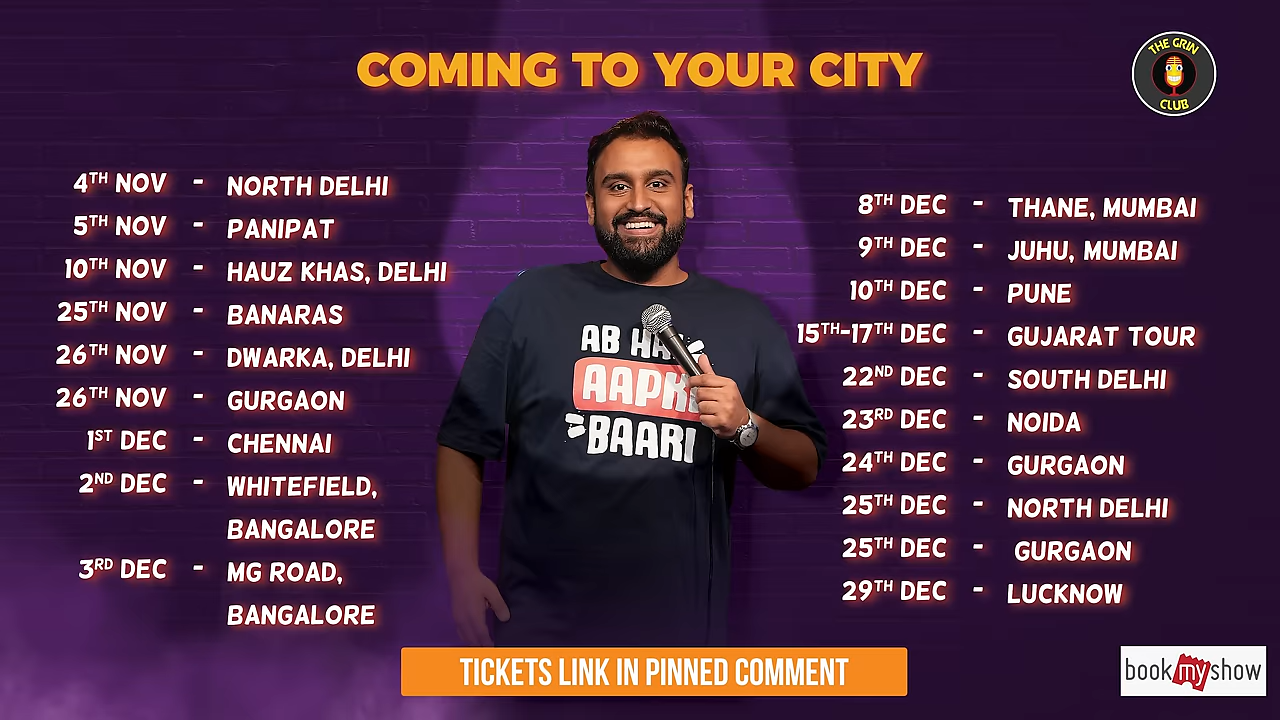 COMING TO YOUR CITY
THE GRIN
CLUB
4TH NOV - NORTH DELHI
5TH NOV - PANIPAT
10TH NOV - HAUZ KHAS, DELHI
25TH NOV - BANARAS
26TH NOV - DWARKA, DELHI
26TH NOV - GURGAON
1ST DEC - CHENNAI
2ND DEC - WHITEFIELD,
BANGALORE
3RD DEC - MG ROAD,
BANGALORE
AB
BAARI
8TH DEC - THANE, MUMBAI
9TH DEC - JUHU, MUMBAI
10TH DEC - PUNE
15TH-17TH DEC - GUJARAT TOUR
22ND DEC - SOUTH DELHI
23RD DEC - NOIDA
24TH DEC - GURGAON
25TH DEC - NORTH DELHI
25TH DEC - GURGAON
29TH DEC - LUCKNOW
TICKETS LINK IN PINNED COMMENT
book my show